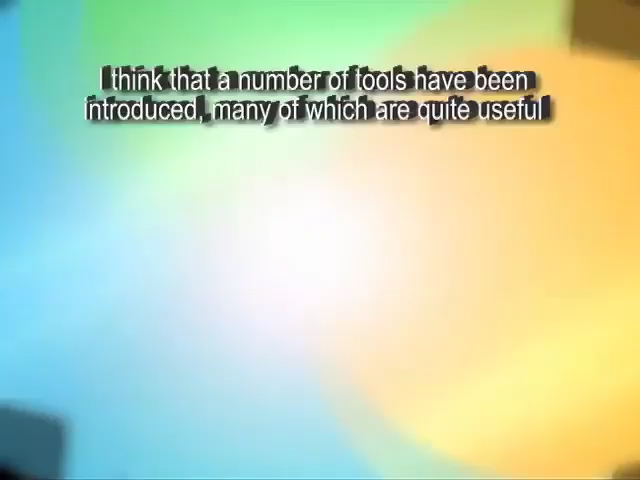 I think that a number of tools have been
introduced, many of which are quite useful